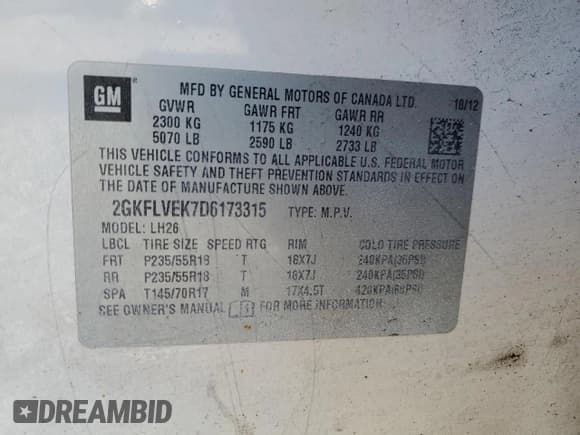 GM ®
MFD BY GENERAL MOTORS OF CANADA LTD. 10/12
GVWR GAWR FRT GAWR RR
2300 KG 1175 KG 1240 KG
5070 LB 2590 LB 2733 LB
THIS VEHICLE CONFORMS TO ALL APPLICABLE U.S. FEDERAL MOTOR
VEHICLE SAFETY AND THEFT PREVENTION STANDARDS IN EFFECT ON THE
DATE OF MANUFACTURE SHOWN ABOVE.
2GKFLVEK7D6173315 TYPE: M.P.V.
MODEL: LH26
LBCL TIRE SIZE SPEED RTG RIM COLD TIRE PRESSURE
FRT P235/55R18 T 18X7J 240KPA(35PSI)
RR P235/55R18 T 18X7J 240KPA(35PSI)
SPA T145/70R17 M 17X4.5T 420KPA(60PSI)
SEE OWNER'S MANUAL FOR MORE INFORMATION
DREAMBID